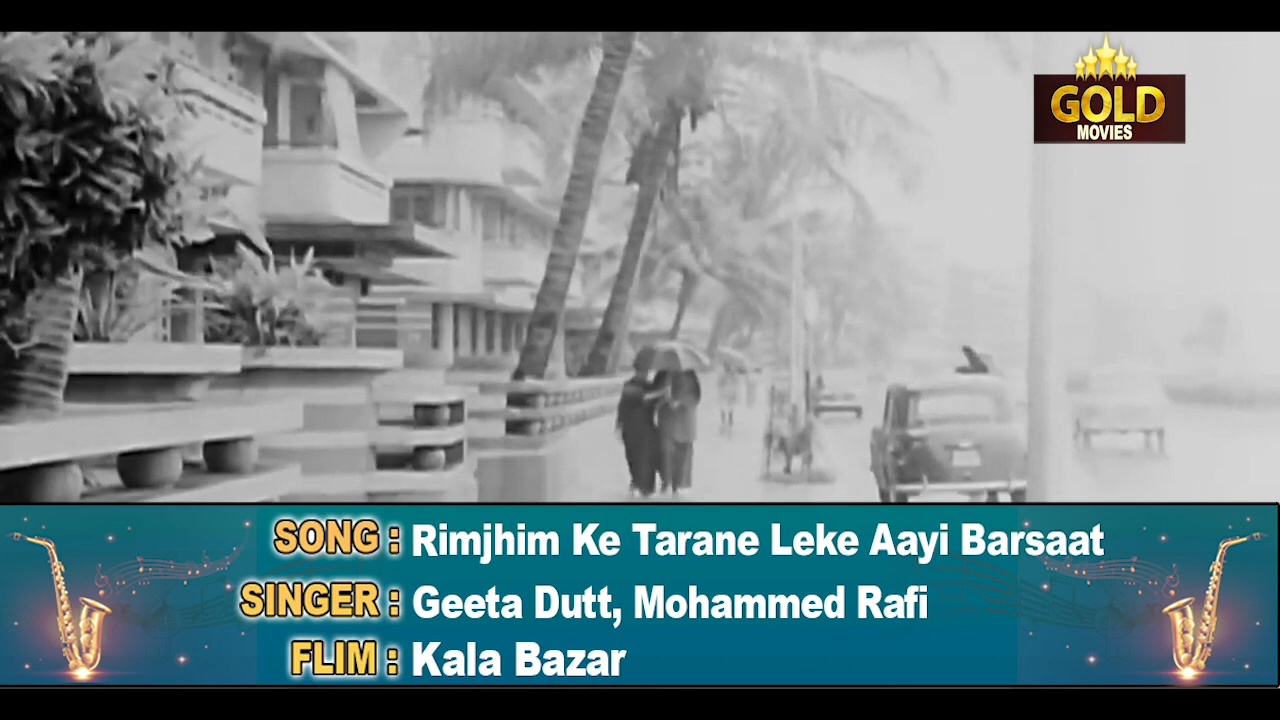 GOLD
MOVIES
SONG : Rimjhim Ke Tarane Leke Aayi Barsaat
SINGER : Geeta Dutt, Mohammed Rafi
FLIM : Kala Bazar